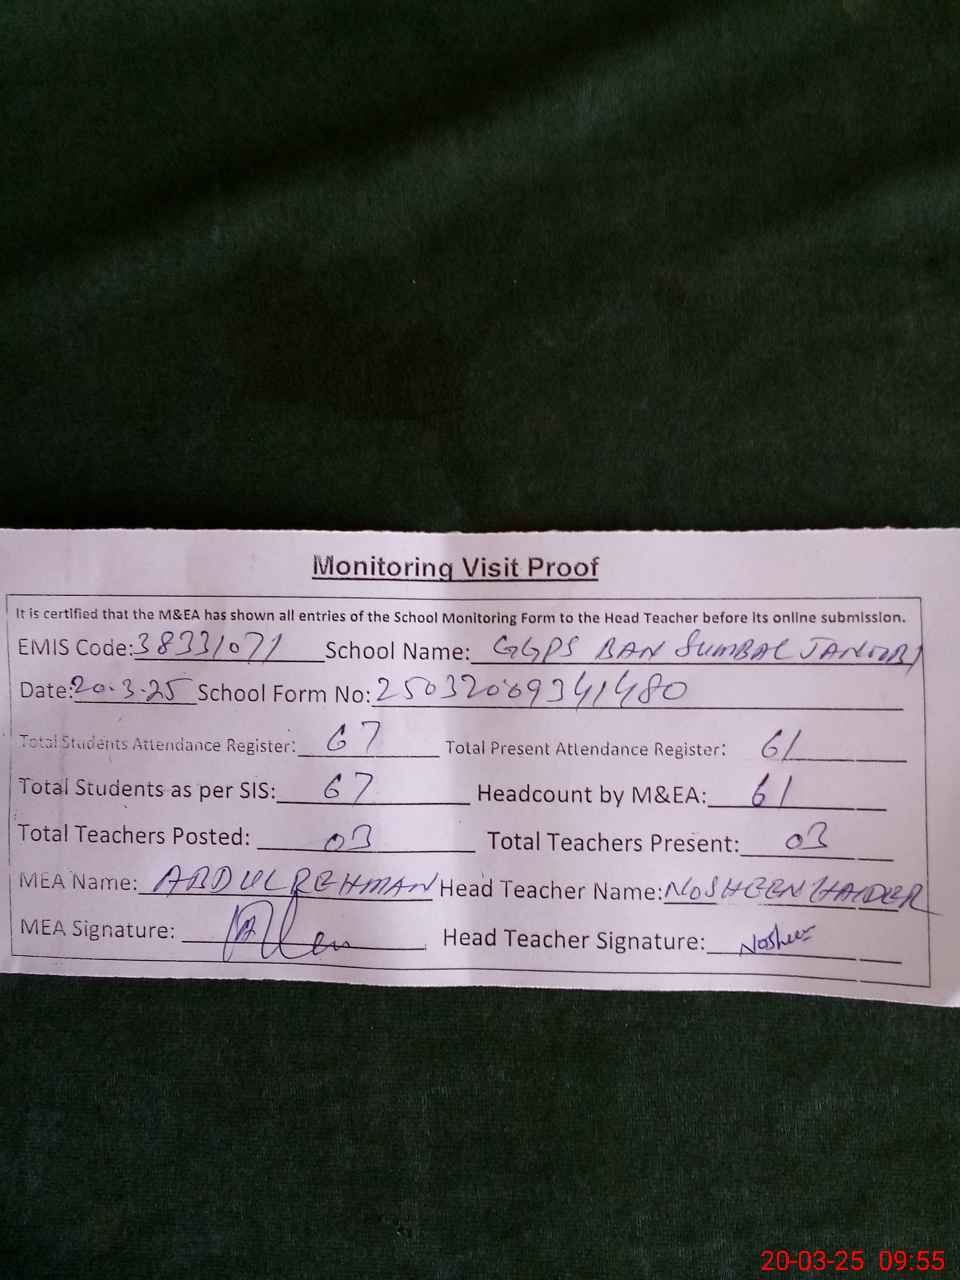 Monitoring Visit Proof
It is certified that the M&EA has shown all entries of the School Monitoring Form to the Head Teacher before its online submission.
EMIS Code: 38331071 School Name: GGPS BAN SUMBAL JANOOBI
Date: 20.3.25 School Form No: 25032069341480
Total Students Attendance Register: 67 Total Present Attendance Register: 61
Total Students as per SIS: 67 Headcount by M&EA: 61
Total Teachers Posted: 03 Total Teachers Present: 03
MEA Name: ABDUL REHMAN Head Teacher Name: NOSHEEN HAIDER
MEA Signature: Head Teacher Signature: Nosheen
20-03-25 09:55